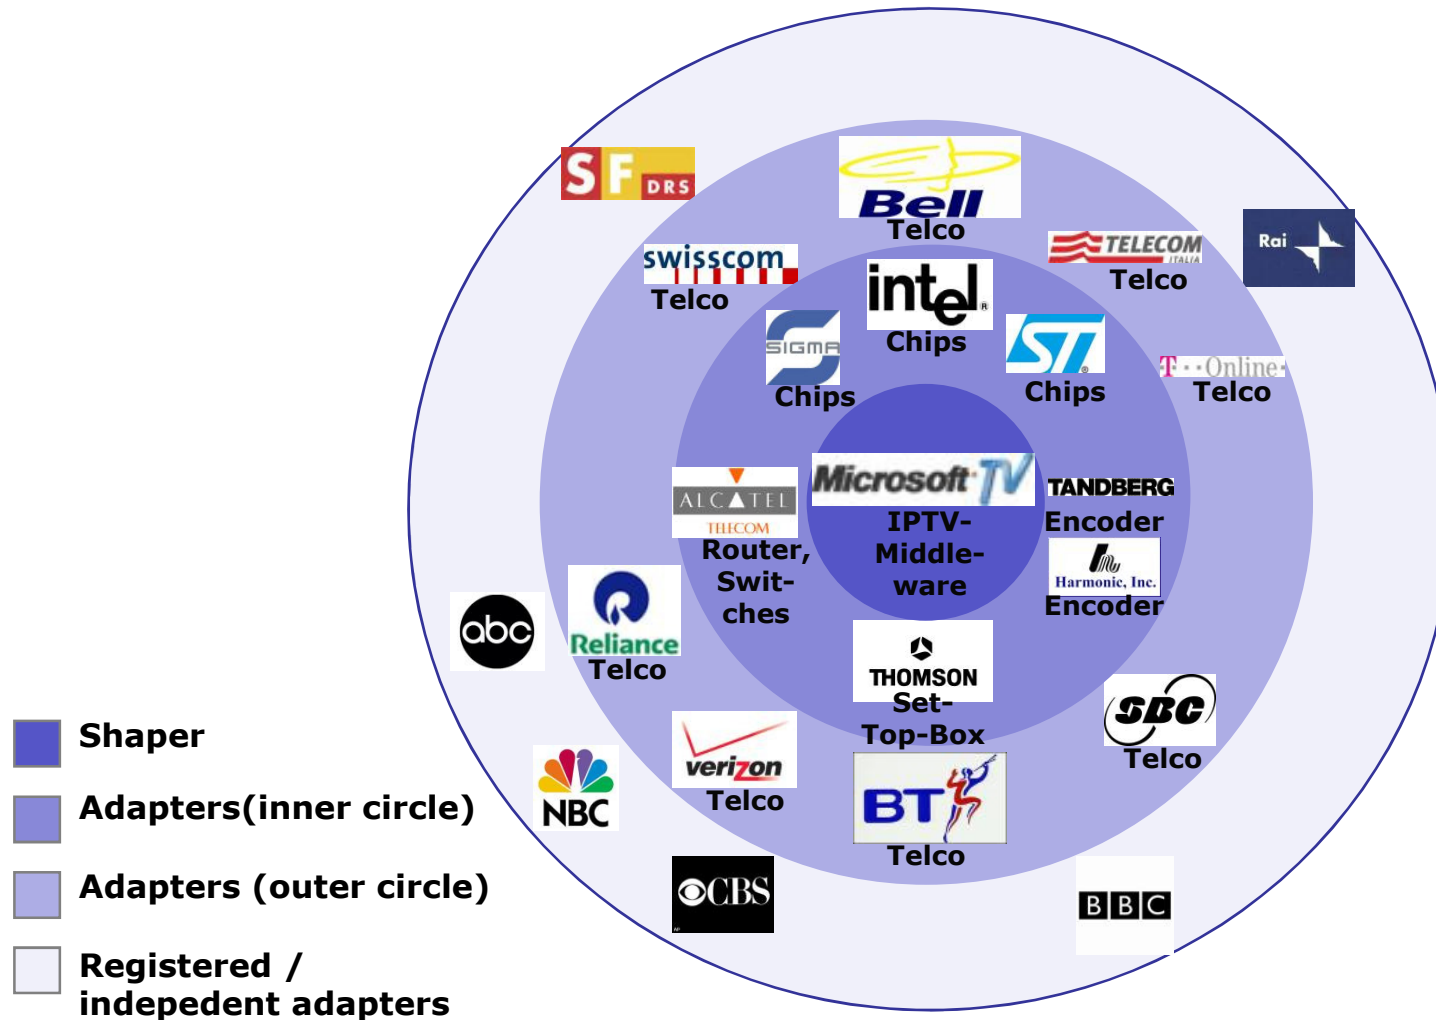 SF DRS
Bell
Telco
swisscom
Telco
TELECOM
ITALIA
Telco
Rai
intel®
Chips
SIGMA
Chips
ST®
Chips
T··Online·
Telco
Microsoft TV
IPTV-
Middle-
ware
ALCATEL
TELECOM
Router,
Swit-
ches
TANDBERG
Encoder
Harmonic, Inc.
Encoder
abc
Reliance
Telco
THOMSON
Set-
Top-Box
SBC
Telco
verizon
Telco
BT
Telco
NBC
CBS
BBC
Shaper
Adapters(inner circle)
Adapters (outer circle)
Registered /
indepedent adapters